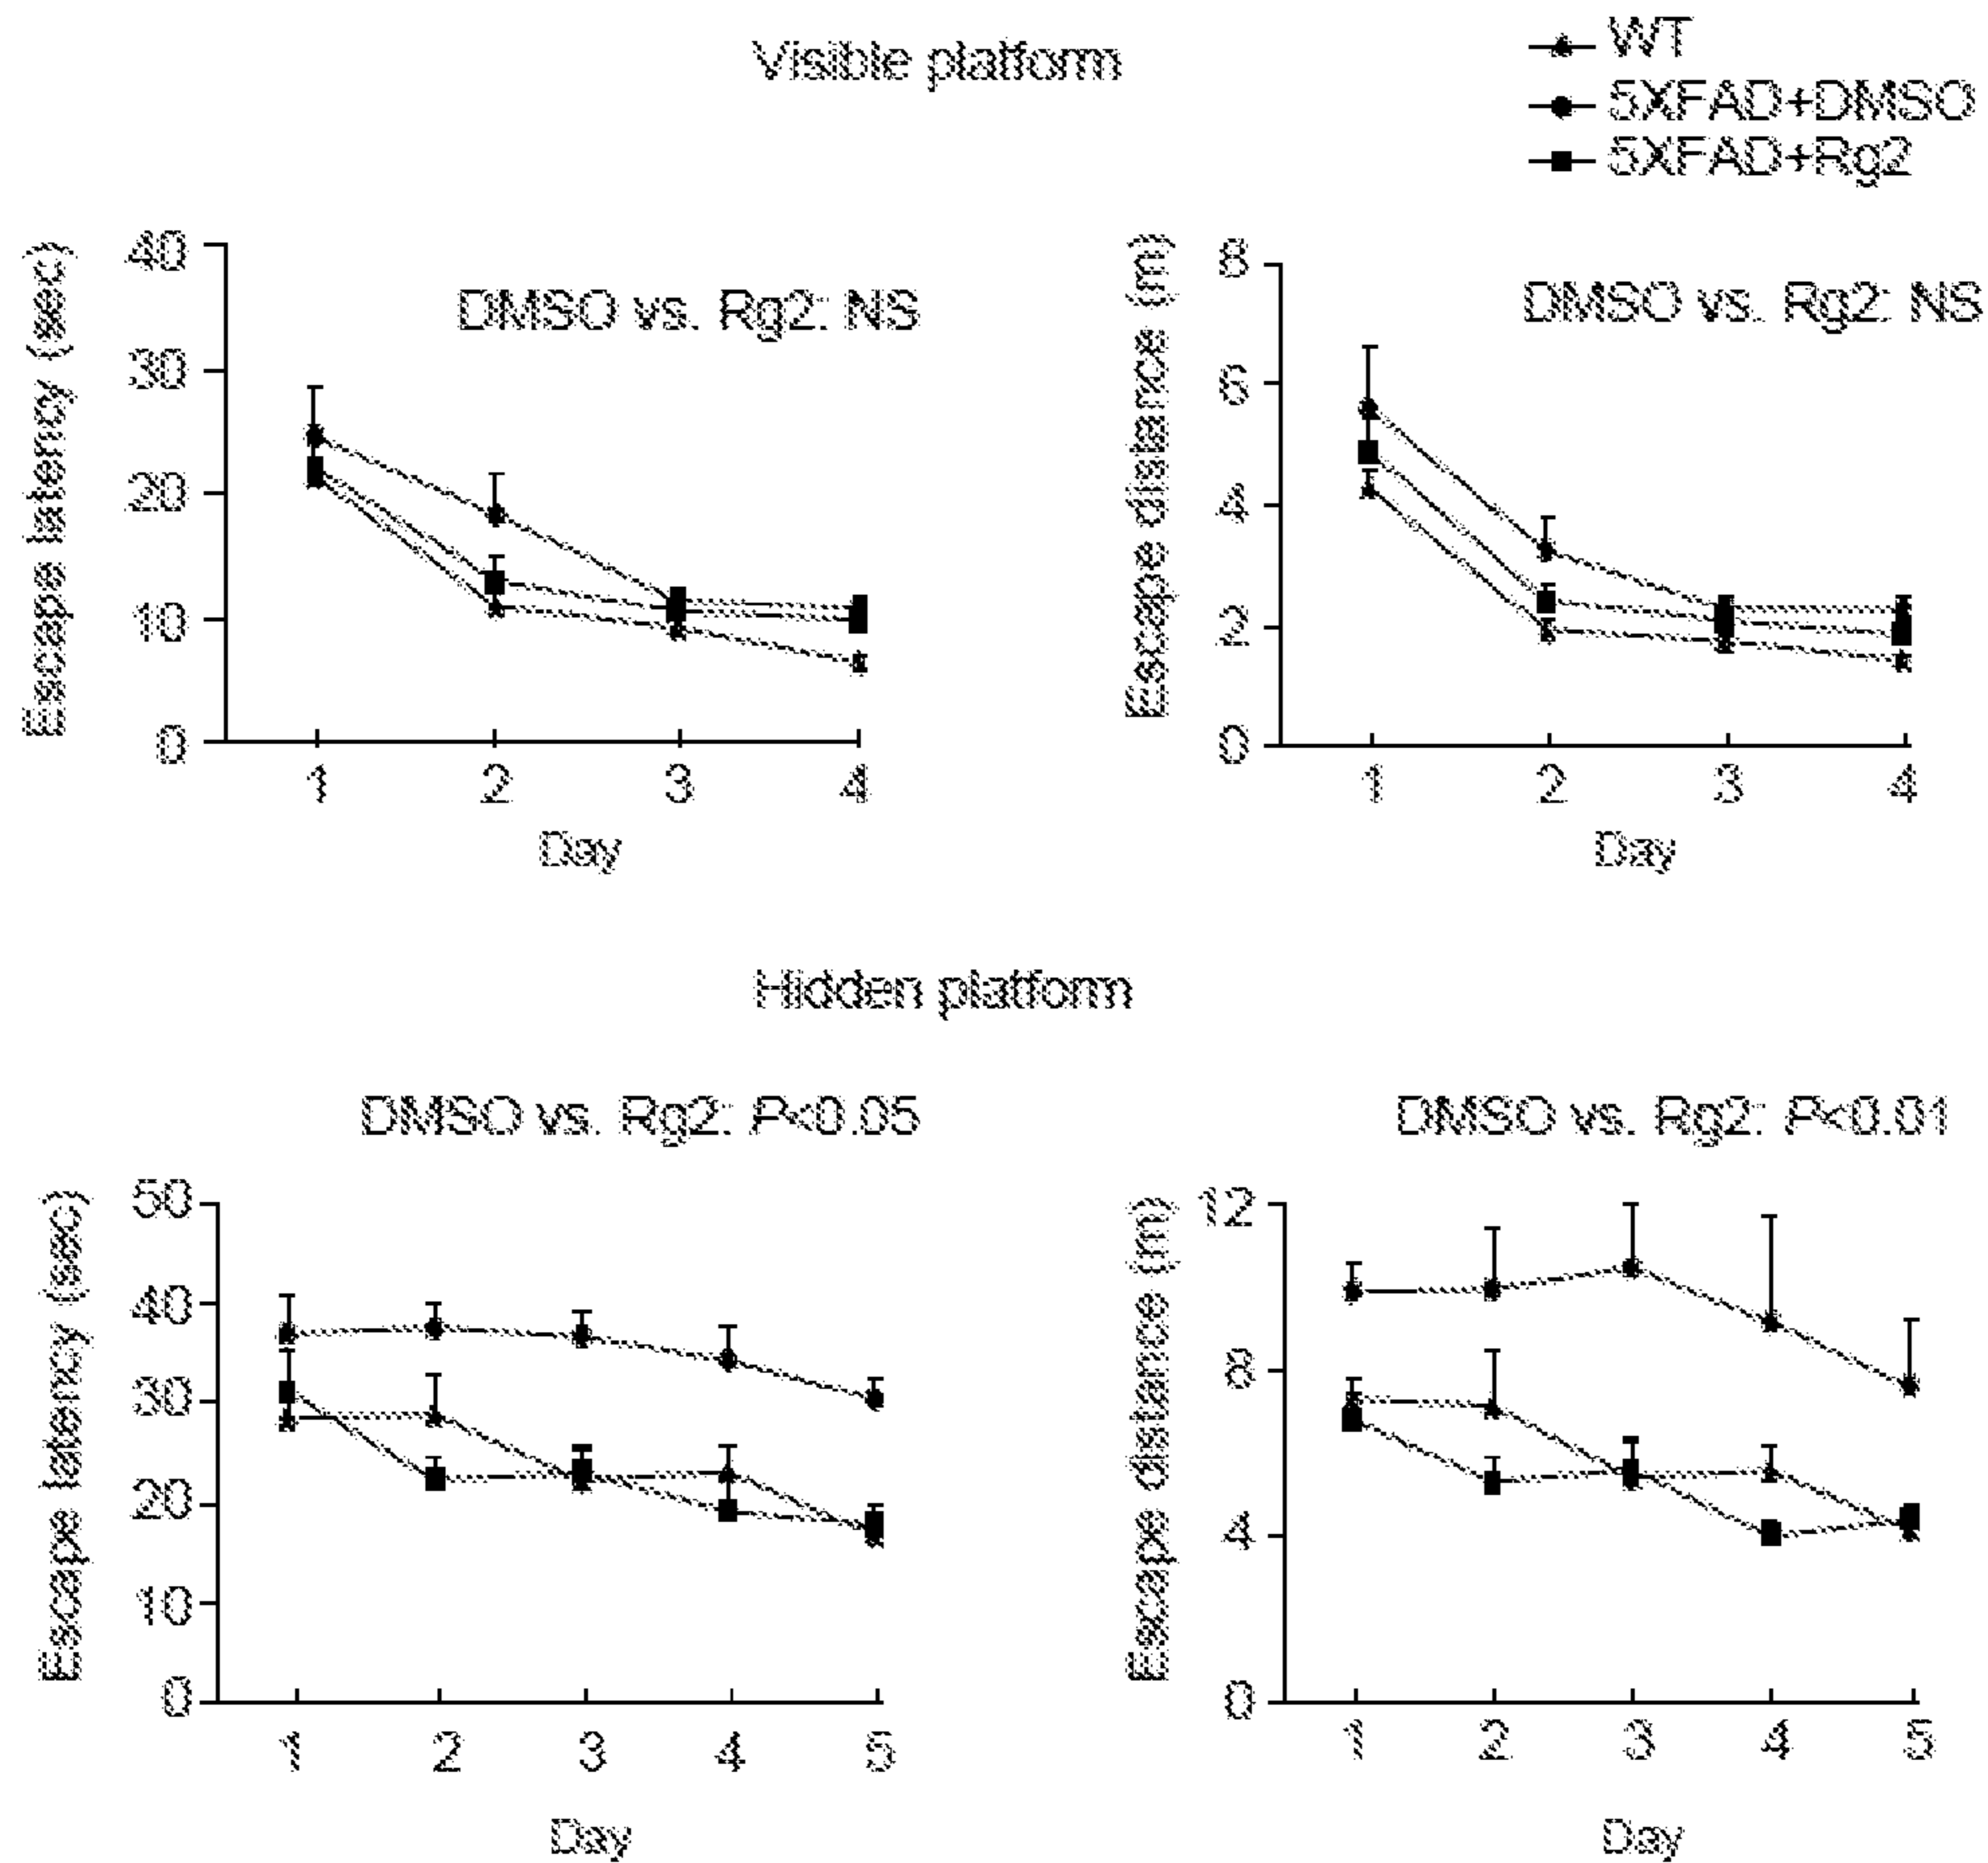 Visible platform
WT
5XFAD+DMSO
5XFAD+Rg2
Escape latency (sec)
40
30
20
10
0
DMSO vs. Rg2: NS
1 2 3 4
Day
Escape distance (m)
8
6
4
2
0
DMSO vs. Rg2: NS
1 2 3 4
Day
Hidden platform
DMSO vs. Rg2: P<0.05
Escape latency (sec)
50
40
30
20
10
0
1 2 3 4 5
Day
DMSO vs. Rg2: P<0.01
Escape distance (m)
12
8
4
0
1 2 3 4 5
Day